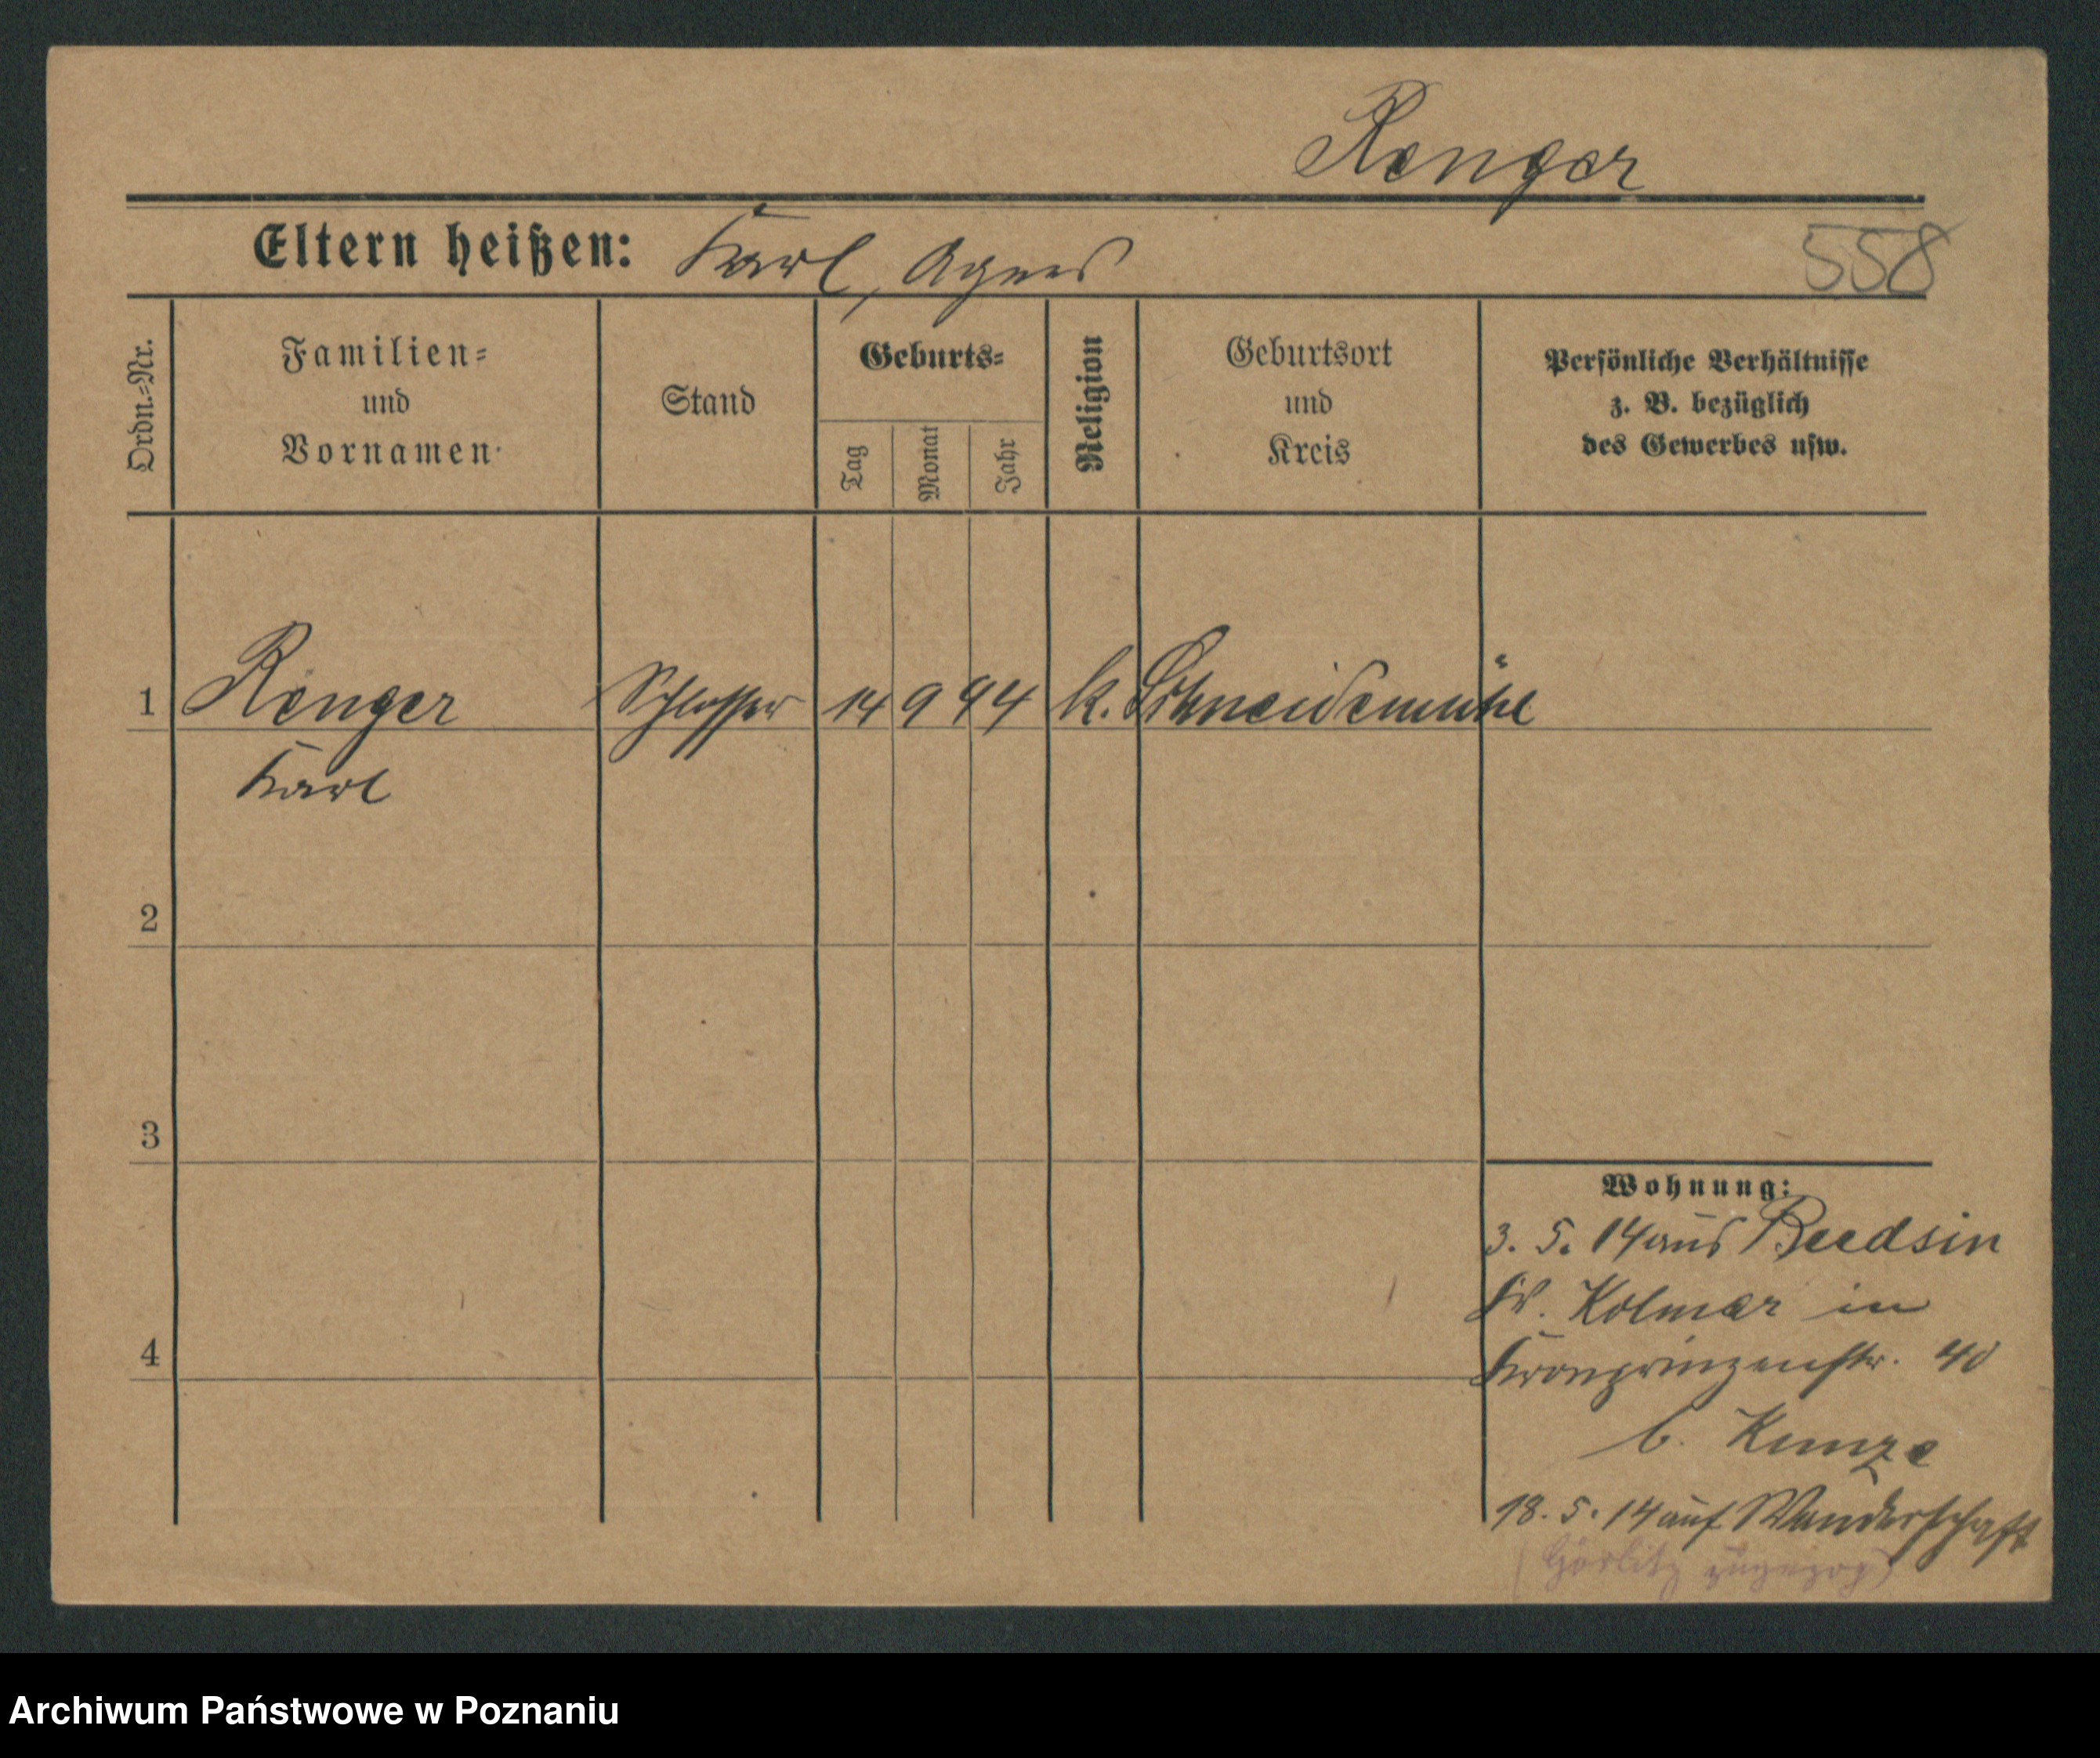 Renger
Eltern heißen: Karl, Agnes
558
Ordn.-Nr.
Familien-
und
Vornamen
Stand
Geburts-
Tag
Monat
Jahr
Religion
Geburtsort
und
Kreis
Persönliche Verhältnisse
z. B. bezüglich
des Gewerbes usw.
1 Renger Schlosser 14 9 94 k. Schneidemühl
Karl
2
3
4
Wohnung:
3. 5. 14 aus
Kr. Kolmar in
Kronprinzenstr. 40
b. Kunze
18. 5. 14 auf Wanderschaft
(Görlitz zugezog)
Archiwum Państwowe w Poznaniu